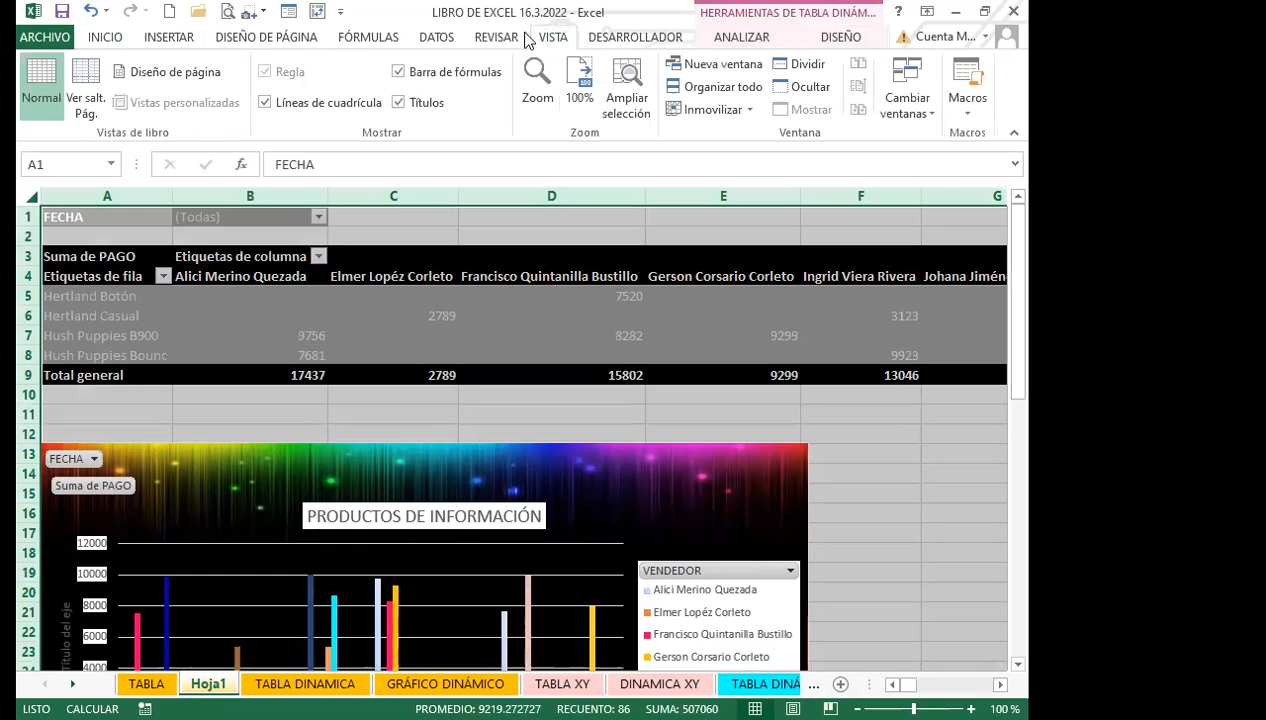 LIBRO DE EXCEL 16.3.2022 - Excel
HERRAMIENTAS DE TABLA DINÁM...
ARCHIVO INICIO INSERTAR DISEÑO DE PÁGINA FÓRMULAS DATOS REVISAR VISTA DESARROLLADOR ANALIZAR DISEÑO Cuenta M...
Normal
Ver salt. Pág.
Diseño de página
Vistas personalizadas
Vistas de libro
Regla
Barra de fórmulas
Líneas de cuadrícula
Títulos
Mostrar
Zoom
100%
Ampliar selección
Zoom
Nueva ventana
Organizar todo
Inmovilizar
Dividir
Ocultar
Mostrar
Cambiar ventanas
Ventana
Macros
Macros
A1 fx FECHA
A B C D E F G
1 FECHA (Todas)
2
3 Suma de PAGO Etiquetas de columna
4 Etiquetas de fila Alici Merino Quezada Elmer Lopéz Corleto Francisco Quintanilla Bustillo Gerson Corsario Corleto Ingrid Viera Rivera Johana Jimén
5 Hertland Botón 7520
6 Hertland Casual 2789 3123
7 Hush Puppies B900 9756 8282 9299
8 Hush Puppies Bounc 7681 9923
9 Total general 17437 2789 15802 9299 13046
10
11
12
13
14
15
16
17
18
19
20
21
22
23
FECHA
Suma de PAGO
PRODUCTOS DE INFORMACIÓN
12000
10000
8000
6000
4000
Título del eje
VENDEDOR
Alici Merino Quezada
Elmer Lopéz Corleto
Francisco Quintanilla Bustillo
Gerson Corsario Corleto
TABLA Hoja1 TABLA DINAMICA GRÁFICO DINÁMICO TABLA XY DINAMICA XY TABLA DINÁ ...
LISTO CALCULAR PROMEDIO: 9219.272727 RECUENTO: 86 SUMA: 507060 100 %